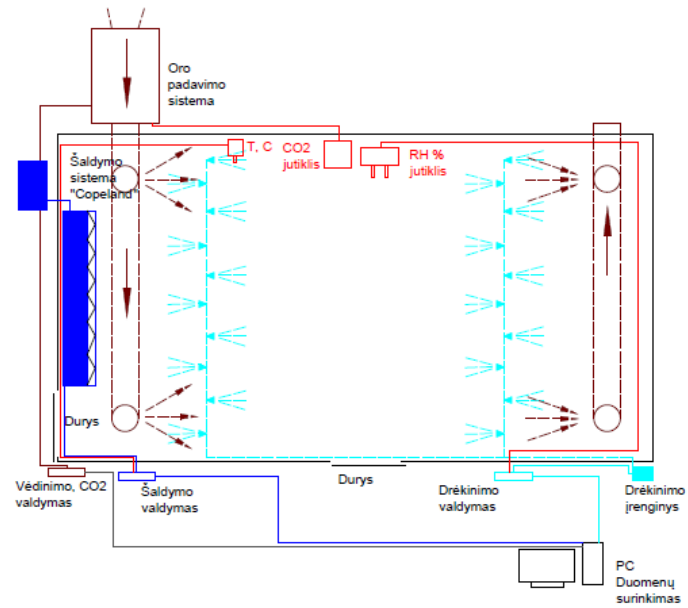 Oro
padavimo
sistema
Šaldymo
sistema
"Copeland"
T, C
CO2
jutiklis
RH %
jutiklis
Durys
Durys
Vėdinimo, CO2
valdymas
Šaldymo
valdymas
Drėkinimo
valdymas
Drėkinimo
įrenginys
PC
Duomenų
surinkimas